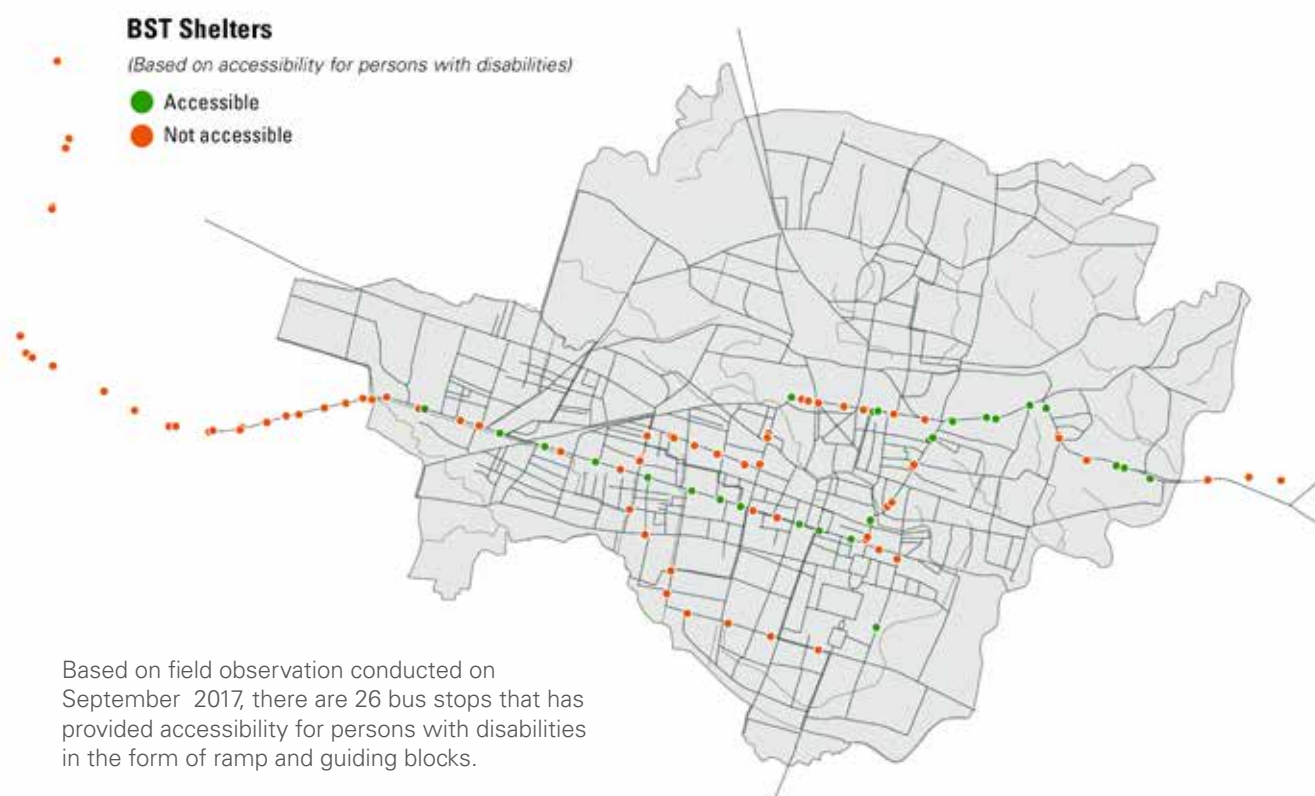 BST Shelters
(Based on accessibility for persons with disabilities)
Accessible
Not accessible
Based on field observation conducted on
September 2017, there are 26 bus stops that has
provided accessibility for persons with disabilities
in the form of ramp and guiding blocks.